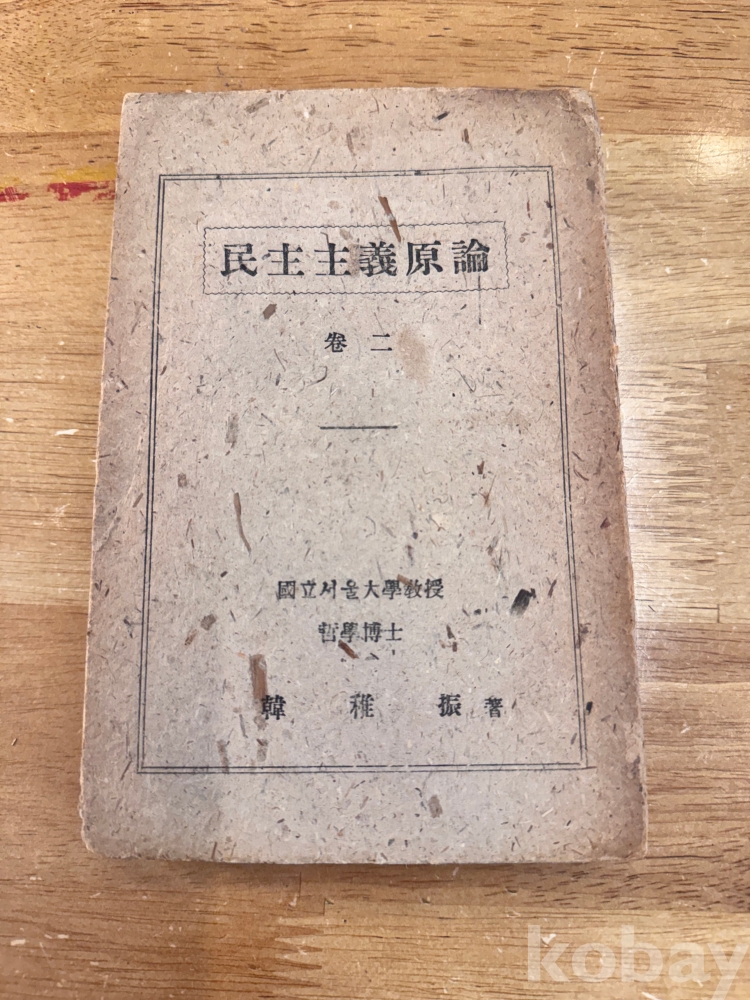 民主主義原論
卷二
國立서울大學教授
哲學博士
韓稚振 著
kobay